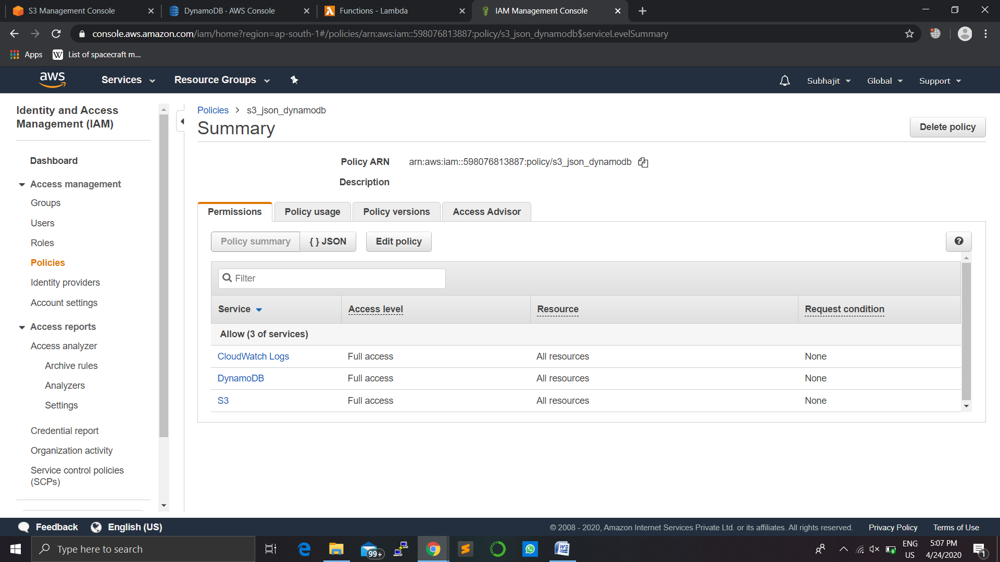 S3 Management Console
DynamoDB · AWS Console
Functions - Lambda
IAM Management Console
console.aws.amazon.com/iam/home?region=ap-south-1#/policies/arn:aws:iam::598076813887:policy/s3_json_dynamodb$serviceLevelSummary
Apps
W
List of spacecraft m...
aws
Services
Resource Groups
Subhajit
Global
Support
Identity and Access
Management (IAM)
Dashboard
Access management
Groups
Users
Roles
Policies
Identity providers
Account settings
Access reports
Access analyzer
Archive rules
Analyzers
Settings
Credential report
Organization activity
Service control policies
(SCPs)
Policies > s3_json_dynamodb
Summary
Delete policy
Policy ARN arn:aws:iam::598076813887:policy/s3_json_dynamodb
Description
Permissions Policy usage Policy versions Access Advisor
Policy summary { } JSON Edit policy
?
Filter
Service Access level Resource Request condition
Allow (3 of services)
CloudWatch Logs Full access All resources None
DynamoDB Full access All resources None
S3 Full access All resources None
Feedback
English (US)
© 2008 - 2020, Amazon Internet Services Private Ltd. or its affiliates. All rights reserved. Privacy Policy Terms of Use
Type here to search
99+
ENG
US
5:07 PM
4/24/2020
1